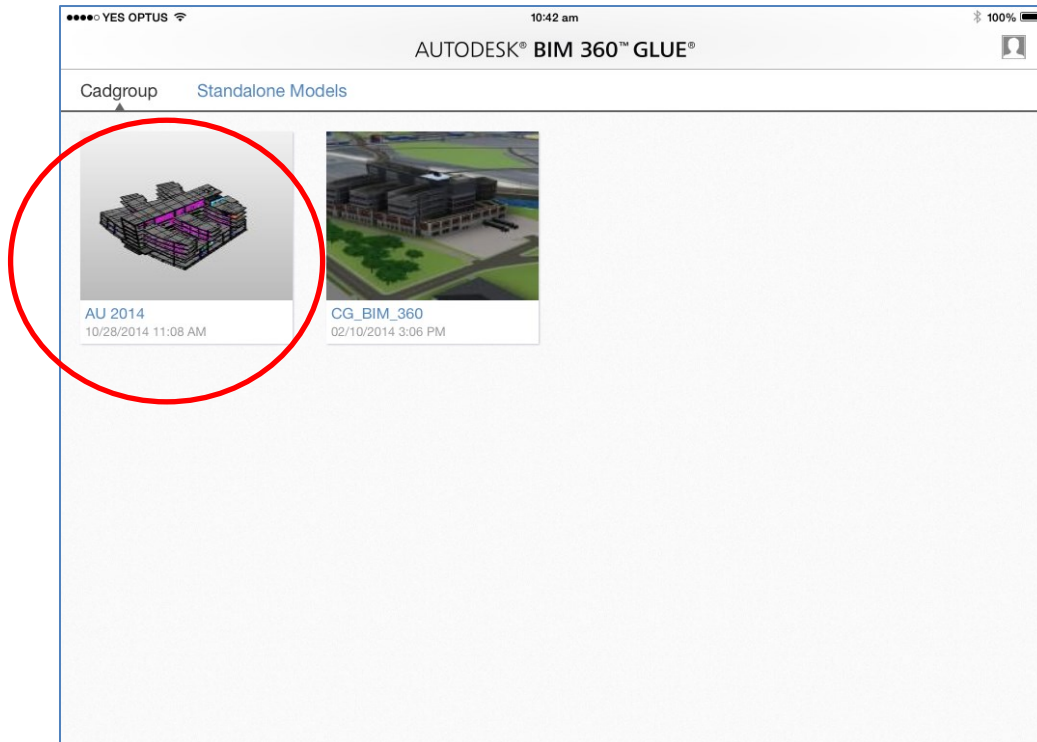 YES OPTUS 10:42 am 100%
AUTODESK® BIM 360™ GLUE®
Cadgroup Standalone Models
AU 2014 CG_BIM_360
10/28/2014 11:08 AM 02/10/2014 3:06 PM